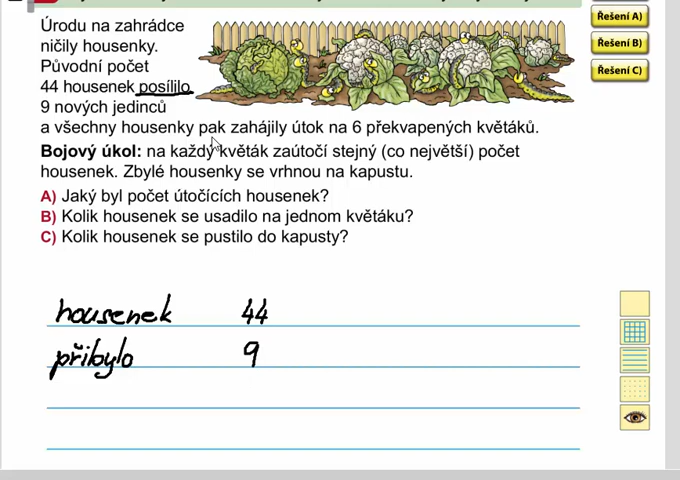 Úrodu na zahrádce
ničily housenky.
Původní počet
44 housenek posílilo
9 nových jedinců
a všechny housenky pak zahájily útok na 6 překvapených květáků.
Bojový úkol: na každý květák zaútočí stejný (co největší) počet
housenek. Zbylé housenky se vrhnou na kapustu.
A) Jaký byl počet útočících housenek?
B) Kolik housenek se usadilo na jednom květáku?
C) Kolik housenek se pustilo do kapusty?
housenek 44
přibylo 9
Řešení A)
Řešení B)
Řešení C)